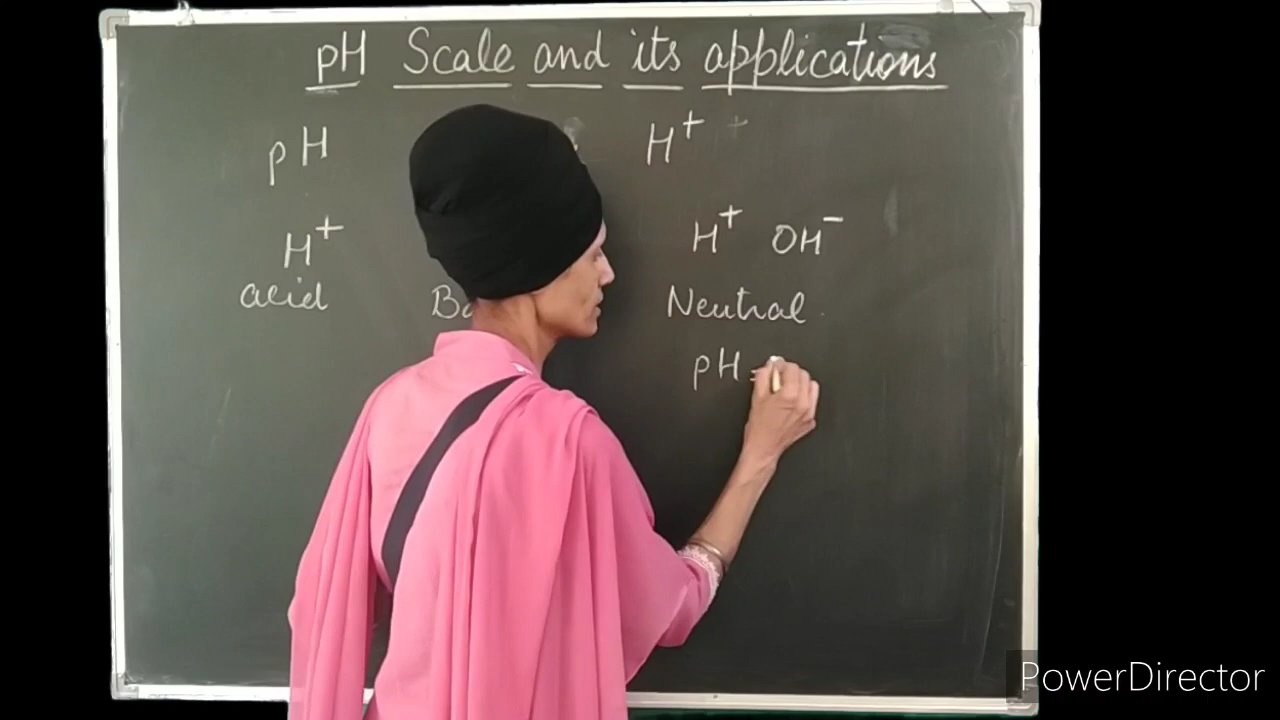 pH Scale and its applications
pH H+
H+ H+ OH-
acid Neutral
pH
PowerDirector